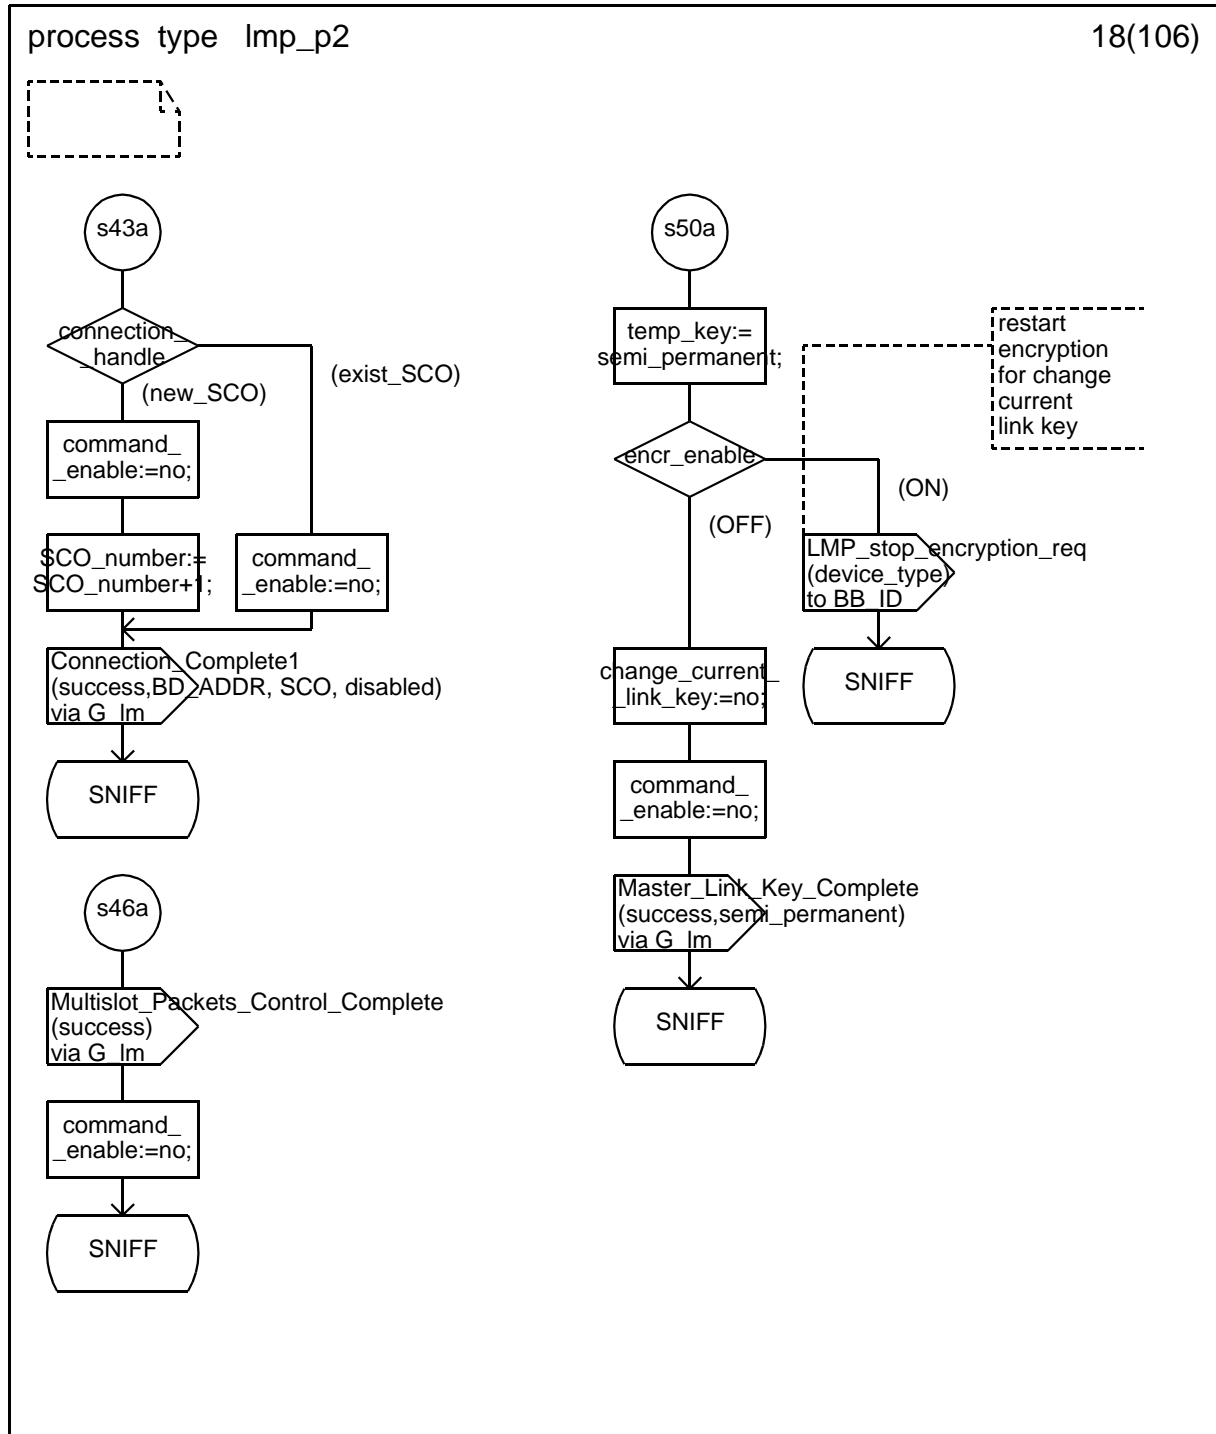 process type lmp_p2
18(106)
s43a
connection_
_handle
(exist_SCO)
(new_SCO)
command_
_enable:=no;
SCO_number:=
SCO_number+1;
command_
_enable:=no;
Connection_Complete1
(success,BD_ADDR, SCO, disabled)
via G_lm
SNIFF
s46a
Multislot_Packets_Control_Complete
(success)
via G_lm
command_
_enable:=no;
SNIFF
s50a
temp_key:=
semi_permanent;
restart
encryption
for change
current
link key
encr_enable
(ON)
(OFF)
LMP_stop_encryption_req
(device_type)
to BB_ID
SNIFF
change_current_
_link_key:=no;
command_
_enable:=no;
Master_Link_Key_Complete
(success,semi_permanent)
via G_lm
SNIFF